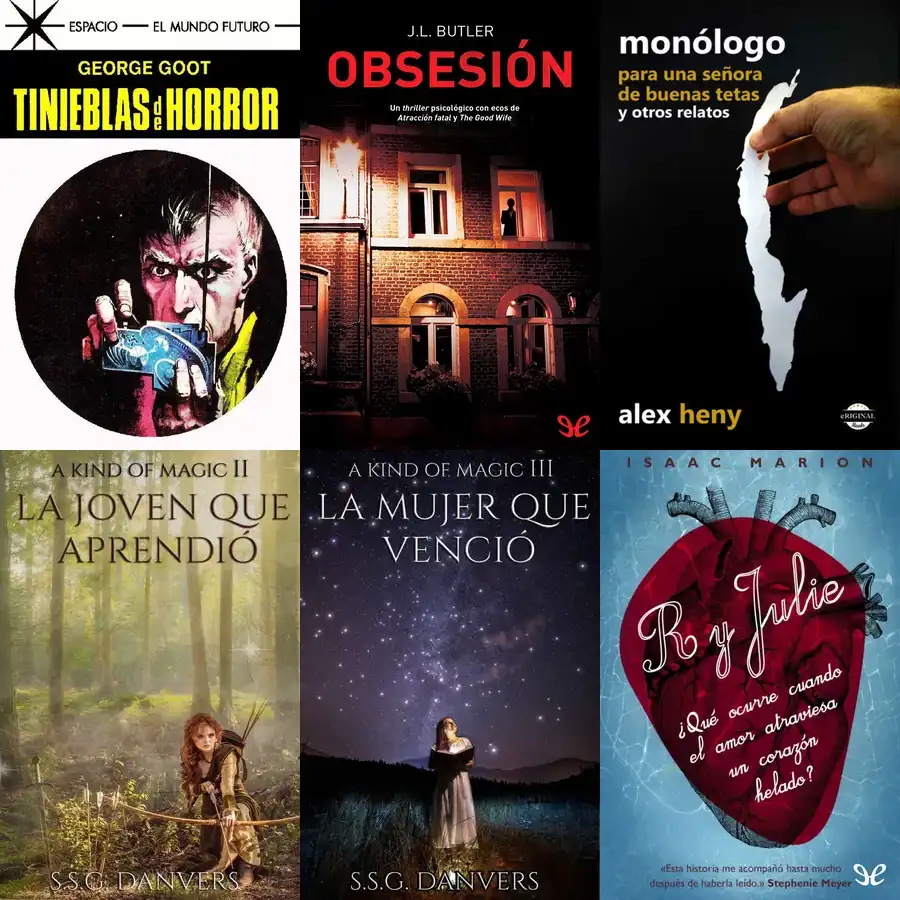 ESPACIO — EL MUNDO FUTURO
GEORGE GOOT
TINIEBLAS de HORROR
J.L. BUTLER
OBSESIÓN
Un thriller psicológico con ecos de
Atracción fatal y The Good Wife
monólogo
para una señora
de buenas tetas
y otros relatos
alex heny
eRIGINAL
Books
A KIND OF MAGIC II
LA JOVEN QUE
APRENDIÓ
S.S.G. DANVERS
A KIND OF MAGIC III
LA MUJER QUE
VENCIÓ
S.S.G. DANVERS
ISAAC MARION
R y Julie
¿Qué ocurre cuando
el amor atraviesa
un corazón
helado?
«Esta historia me acompañó hasta mucho
después de haberla leído.» Stephenie Meyer